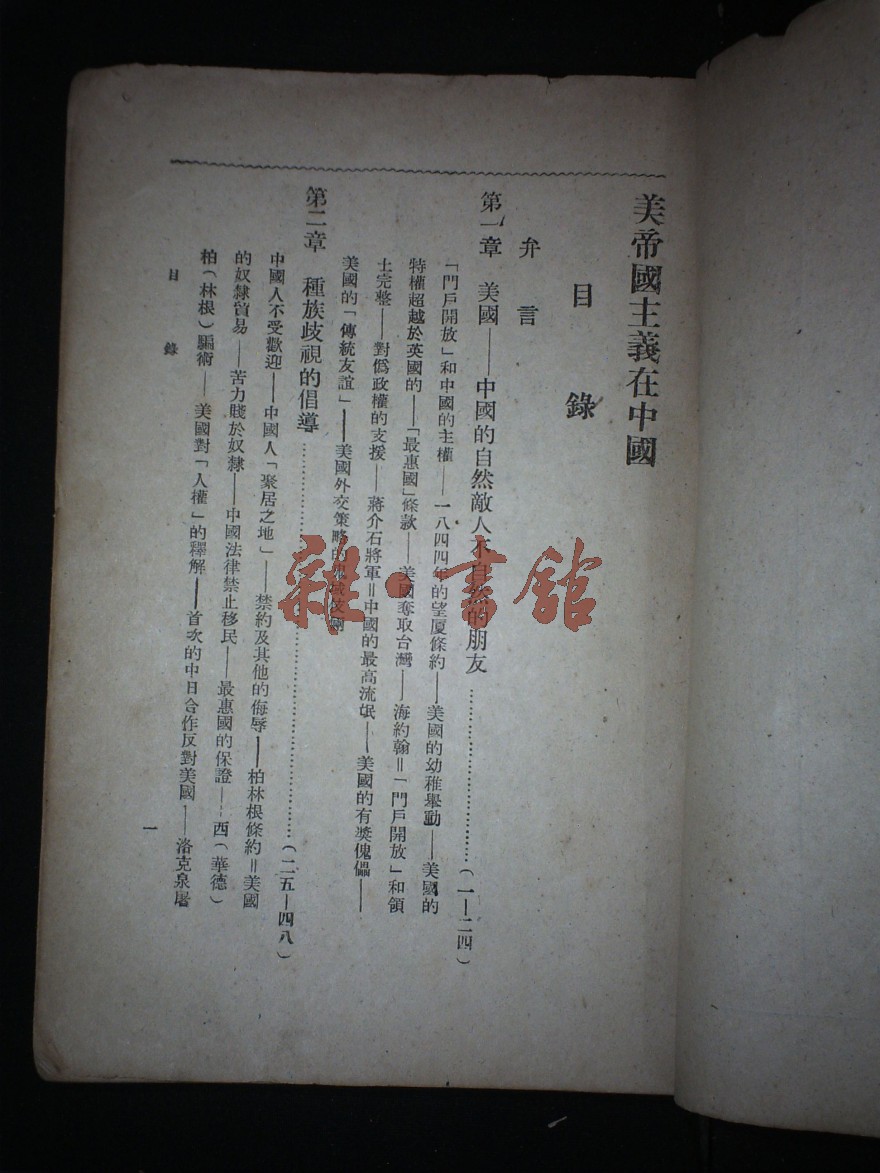 美帝國主義在中國
目錄
弁言
第一章 美國——中國的自然敵人不自然的朋友……………………(一—二四)
「門戶開放」和中國的主權——一八四四年的望厦條約——美國的幼稚舉動——美國的
特權超越於英國的——「最惠國」條款——美國奪取台灣——海約翰＝「門戶開放」和領
土完整——對僞政權的支援——蔣介石將軍＝中國的最高流氓——美國的有獎傀儡——
美國的「傳統友誼」——美國外交策略的
第二章 種族歧視的倡導……………………(二五—四八)
中國人不受歡迎——中國人「聚居之地」——禁約及其他的侮辱——柏林根條約＝美國
的奴隸貿易——苦力賤於奴隸——中國法律禁止移民——最惠國的保證——西(華德)
柏(林根)騙術——美國對「人權」的釋解——首次的中日合作反對美國——洛克泉屠
目錄
一
雜·書館